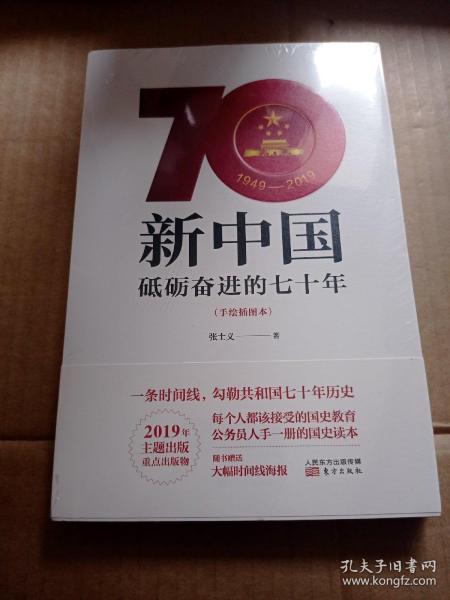 70
1949—2019
新中国
砥砺奋进的七十年
（手绘插图本）
张士义——著
一条时间线，勾勒共和国七十年历史
2019年
主题出版
重点出版物
每个人都该接受的国史教育
公务员人手一册的国史读本
随书赠送
大幅时间线海报
人民东方出版传媒
东方出版社
孔夫子旧书网
www.kongfz.com